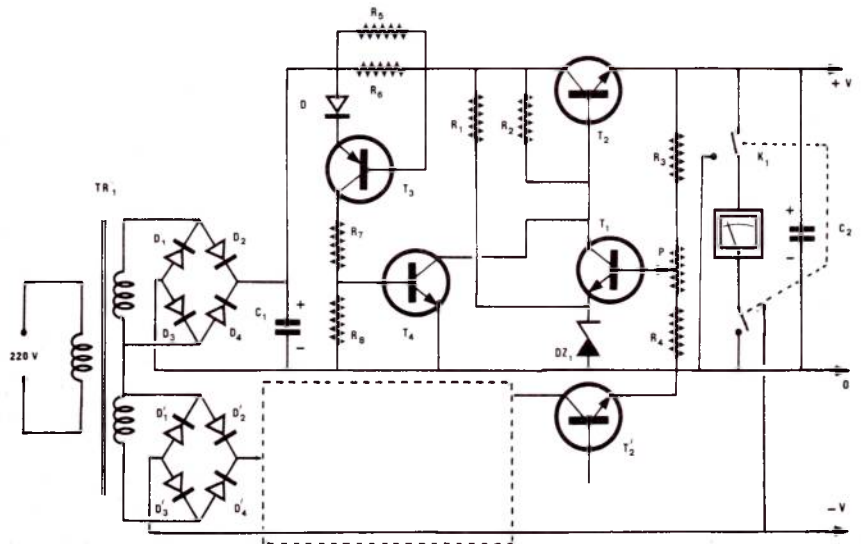 R5
R6
D
R1
R2
T2
+ V
R3
K1
T3
TR1
T1
C2
+
P
D1
D2
R7
-
C1
+
D3
D4
R8
T4
R4
-
DZ1
220 V
0
D'1
D'2
T'2
D'3
D'4
- V